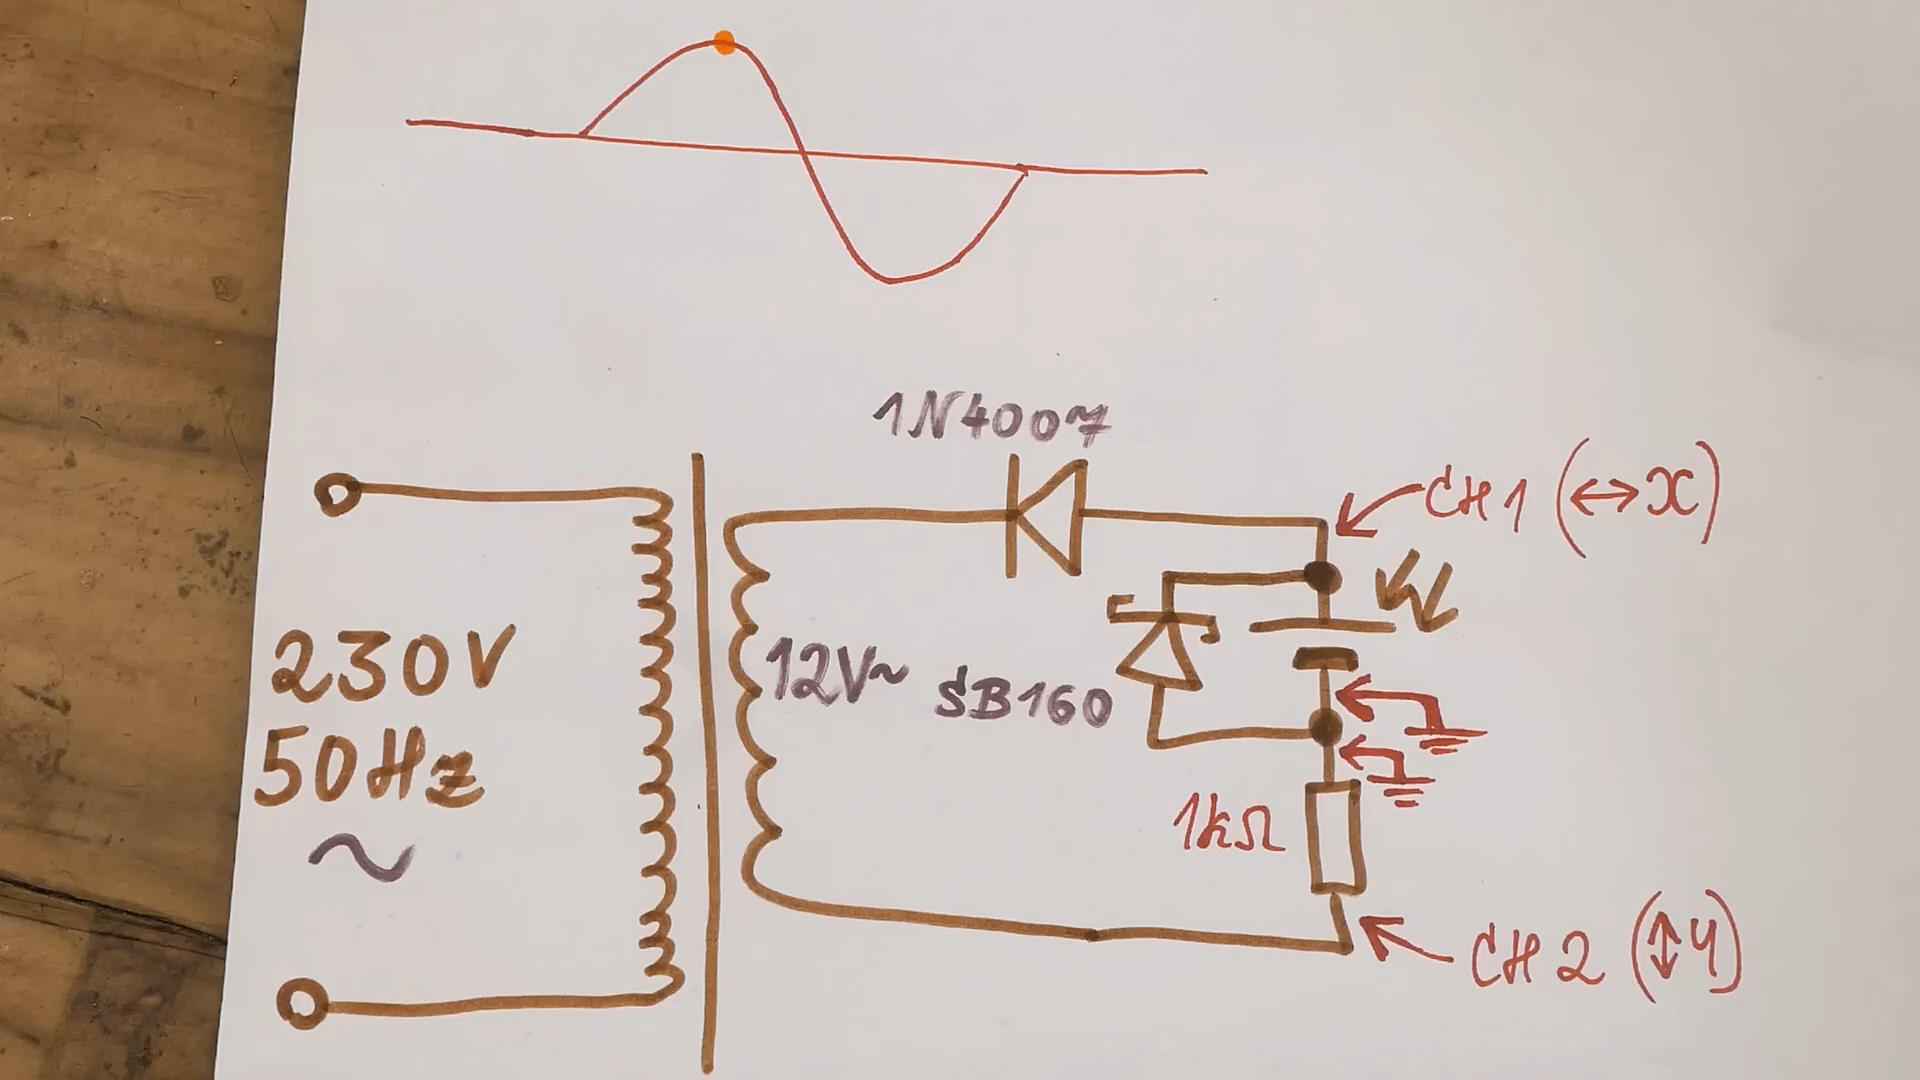 1N4007
CH1 (↔x)
230V
50Hz
~
12V~
SB160
1kΩ
CH2 (↕y)